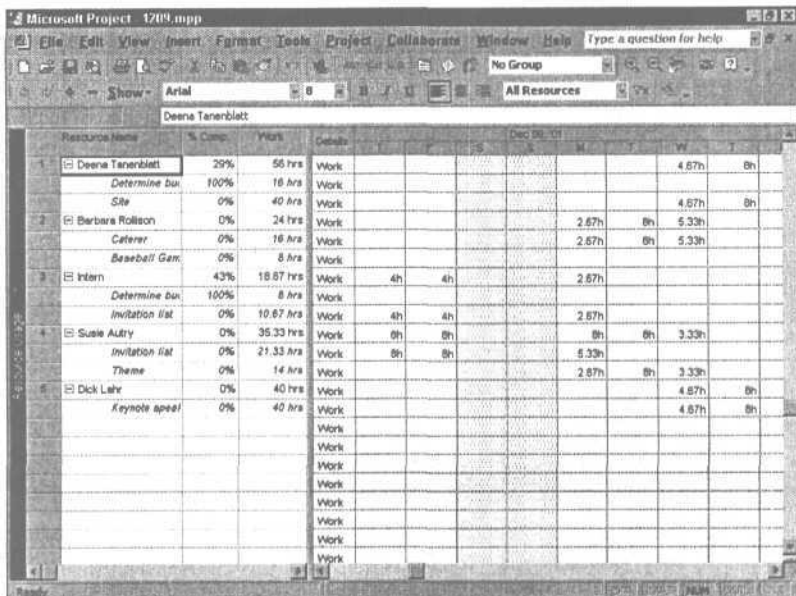 Microsoft Project 1209.mpp
File Edit View Insert Format Tools Project Collaborate Window Help Type a question for help
No Group
Show Arial 8 B I U All Resources
Deena Tanenblatt
Resource Name % Comp. Work Details Dec 09, '01
T F S S M T W T
1 Deena Tanenblatt 29% 56 hrs Work 4.67h 8h
Determine bu 100% 16 hrs Work
Site 0% 40 hrs Work 4.67h 8h
2 Barbara Rollison 0% 24 hrs Work 2.67h 8h 5.33h
Caterer 0% 16 hrs Work 2.67h 8h 5.33h
Baseball Gam 0% 8 hrs Work
3 Intern 43% 18.67 hrs Work 4h 4h 2.67h
Determine bu 100% 8 hrs Work
Invitation list 0% 10.67 hrs Work 4h 4h 2.67h
4 Susie Autry 0% 35.33 hrs Work 8h 8h 8h 8h 3.33h
Invitation list 0% 21.33 hrs Work 8h 8h 5.33h
Theme 0% 14 hrs Work 2.67h 8h 3.33h
5 Dick Lahr 0% 40 hrs Work 4.67h 8h
Keynote speal 0% 40 hrs Work 4.67h 8h
Work
Work
Work
Work
Work
Work
Work
Resource Usage
Ready NUM